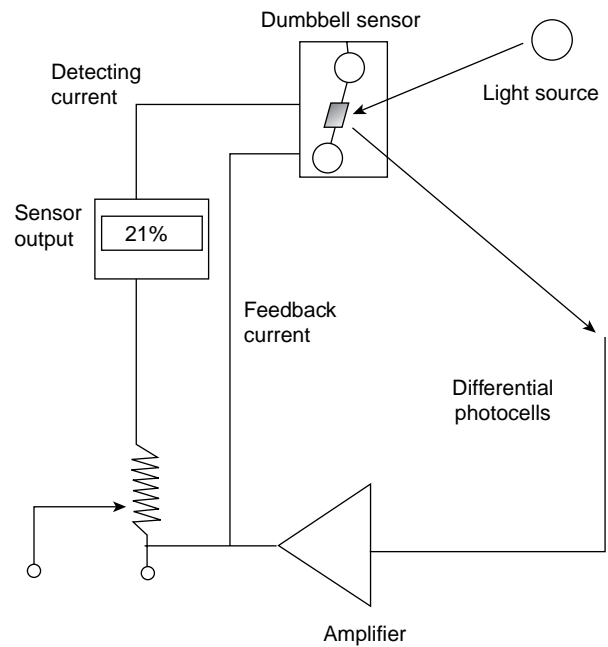 Dumbbell sensor
Detecting
current
Light source
Sensor
output
21%
Feedback
current
Differential
photocells
Amplifier